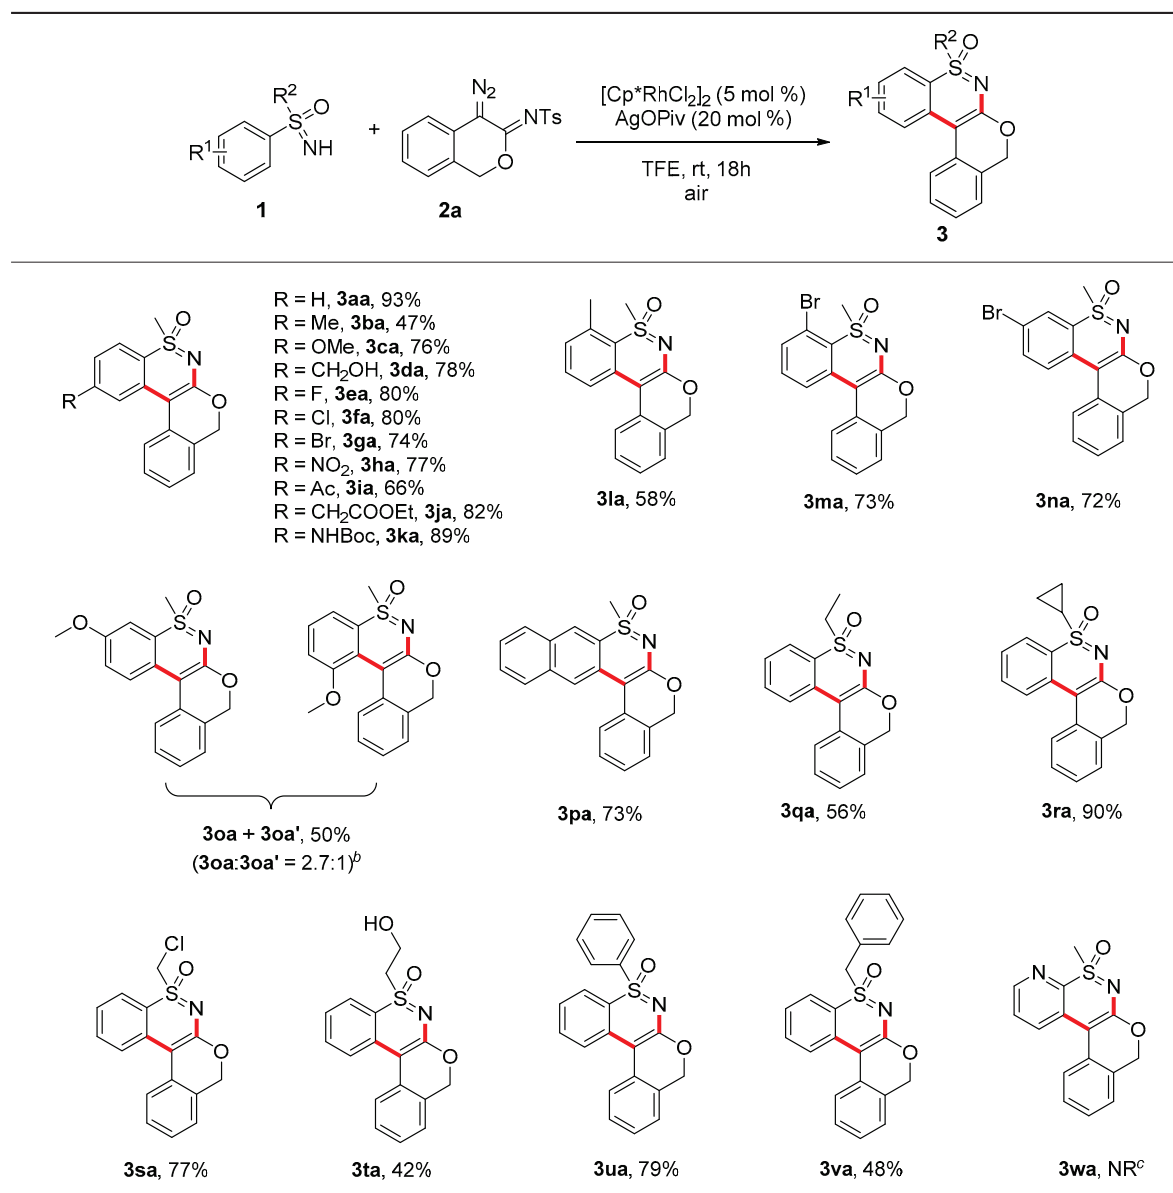 R² O
S
NH
R¹
1
+
N₂
NTs
O
2a
[Cp*RhCl₂]₂ (5 mol %)
AgOPiv (20 mol %)
TFE, rt, 18h
air
R² O
S N
R¹
O
3
O
S N
R
O
R = H, 3aa, 93%
R = Me, 3ba, 47%
R = OMe, 3ca, 76%
R = CH₂OH, 3da, 78%
R = F, 3ea, 80%
R = Cl, 3fa, 80%
R = Br, 3ga, 74%
R = NO₂, 3ha, 77%
R = Ac, 3ia, 66%
R = CH₂COOEt, 3ja, 82%
R = NHBoc, 3ka, 89%
O
S N
O
3la, 58%
Br O
S N
O
3ma, 73%
Br O
S N
O
3na, 72%
O
O S N
O
O
S N
O
O
3oa + 3oa', 50%
(3oa:3oa' = 2.7:1)ᵇ
O
S N
O
3pa, 73%
O
S N
O
3qa, 56%
O
S N
O
3ra, 90%
Cl
O
S N
O
3sa, 77%
HO
O
S N
O
3ta, 42%
O
S N
O
3ua, 79%
O
S N
O
3va, 48%
O
N S N
O
3wa, NRᶜ